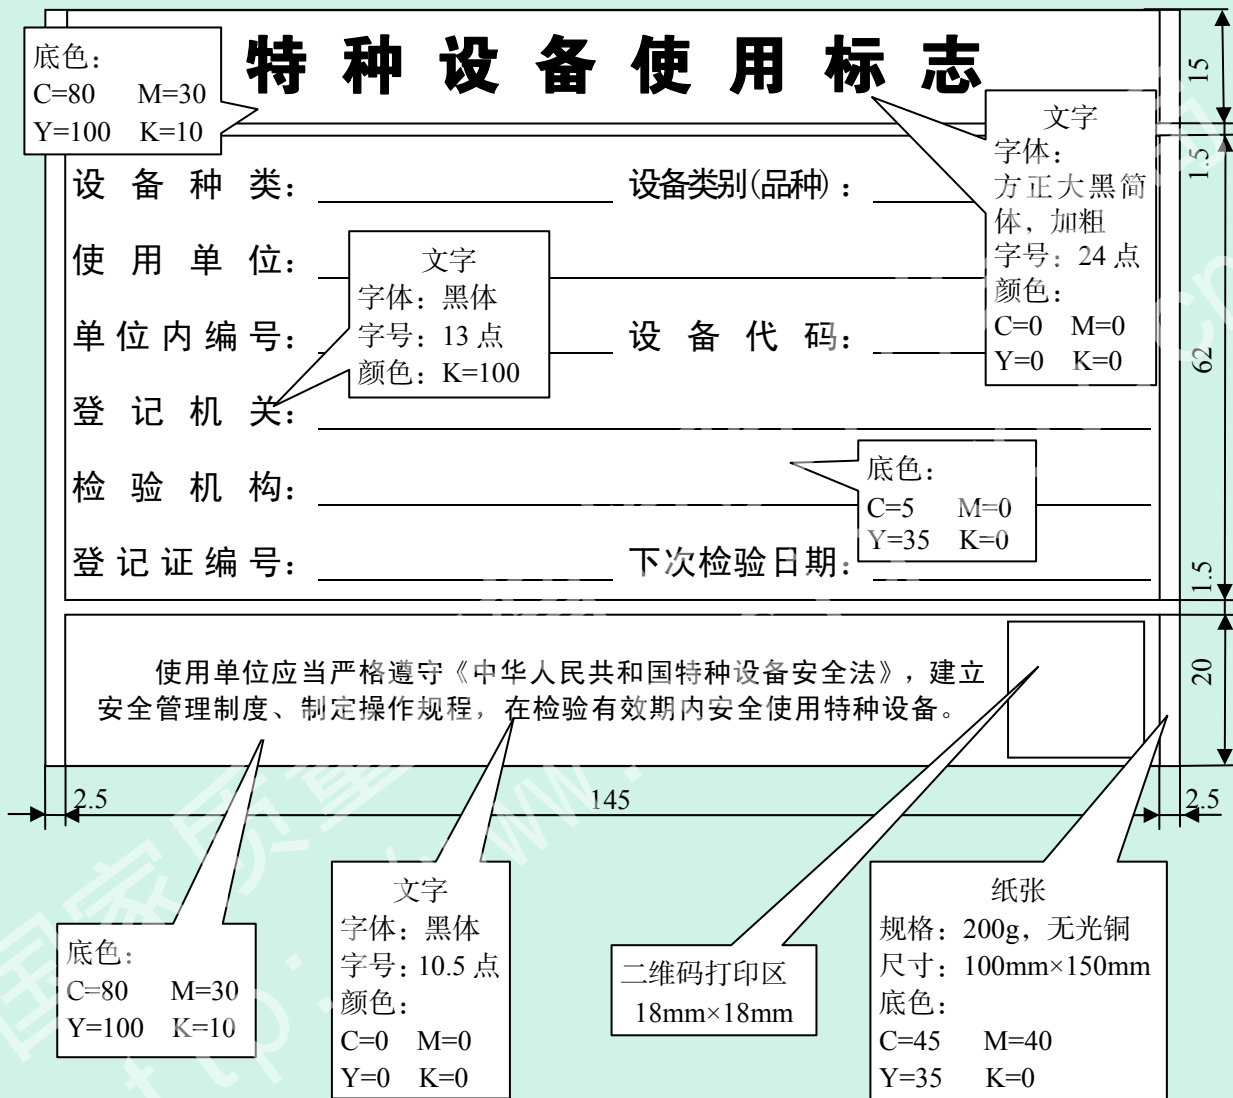 特种设备使用标志
底色：
C=80 M=30
Y=100 K=10
15
文字
字体：
方正大黑简
体，加粗
字号：24 点
颜色：
C=0 M=0
Y=0 K=0
1.5
设备种类：
设备类别(品种)：
使用单位：
文字
字体：黑体
字号：13 点
颜色：K=100
单位内编号：
设备代码：
62
登记机关：
检验机构：
底色：
C=5 M=0
Y=35 K=0
登记证编号：
下次检验日期：
1.5
使用单位应当严格遵守《中华人民共和国特种设备安全法》，建立
安全管理制度、制定操作规程，在检验有效期内安全使用特种设备。
20
2.5
145
2.5
底色：
C=80 M=30
Y=100 K=10
文字
字体：黑体
字号：10.5 点
颜色：
C=0 M=0
Y=0 K=0
二维码打印区
18mm×18mm
纸张
规格：200g，无光铜
尺寸：100mm×150mm
底色：
C=45 M=40
Y=35 K=0
国家质量